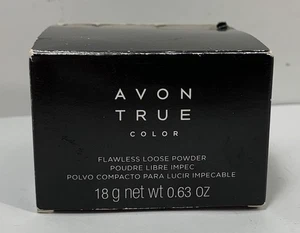 AVON
TRUE
COLOR
FLAWLESS LOOSE POWDER
POUDRE LIBRE IMPEC
POLVO COMPACTO PARA LUCIR IMPECABLE
18 g net wt 0.63 oz